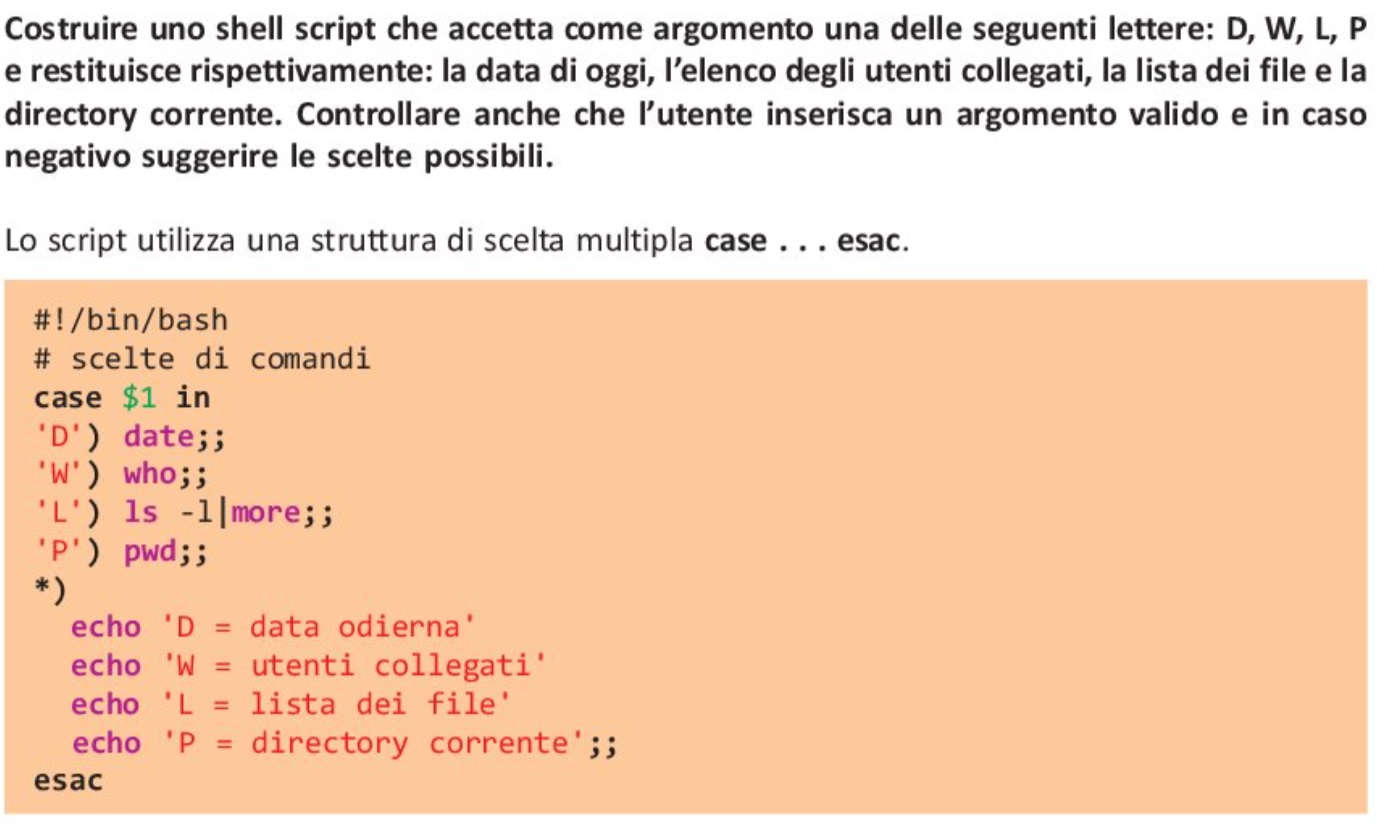 Costruire uno shell script che accetta come argomento una delle seguenti lettere: D, W, L, P
e restituisce rispettivamente: la data di oggi, l’elenco degli utenti collegati, la lista dei file e la
directory corrente. Controllare anche che l’utente inserisca un argomento valido e in caso
negativo suggerire le scelte possibili.
Lo script utilizza una struttura di scelta multipla case . . . esac.
#!/bin/bash
# scelte di comandi
case $1 in
'D') date;;
'W') who;;
'L') ls -l|more;;
'P') pwd;;
*)
echo 'D = data odierna'
echo 'W = utenti collegati'
echo 'L = lista dei file'
echo 'P = directory corrente';;
esac